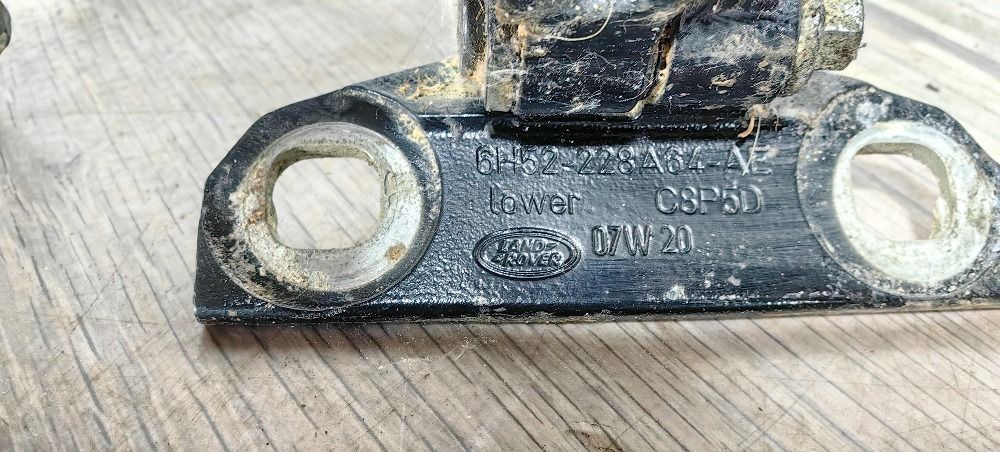 6H52-228A64-AE
lower C8P5D
LAND-
ROVER
07W 20